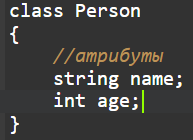 class Person
{
//атрибуты
string name;
int age;
}